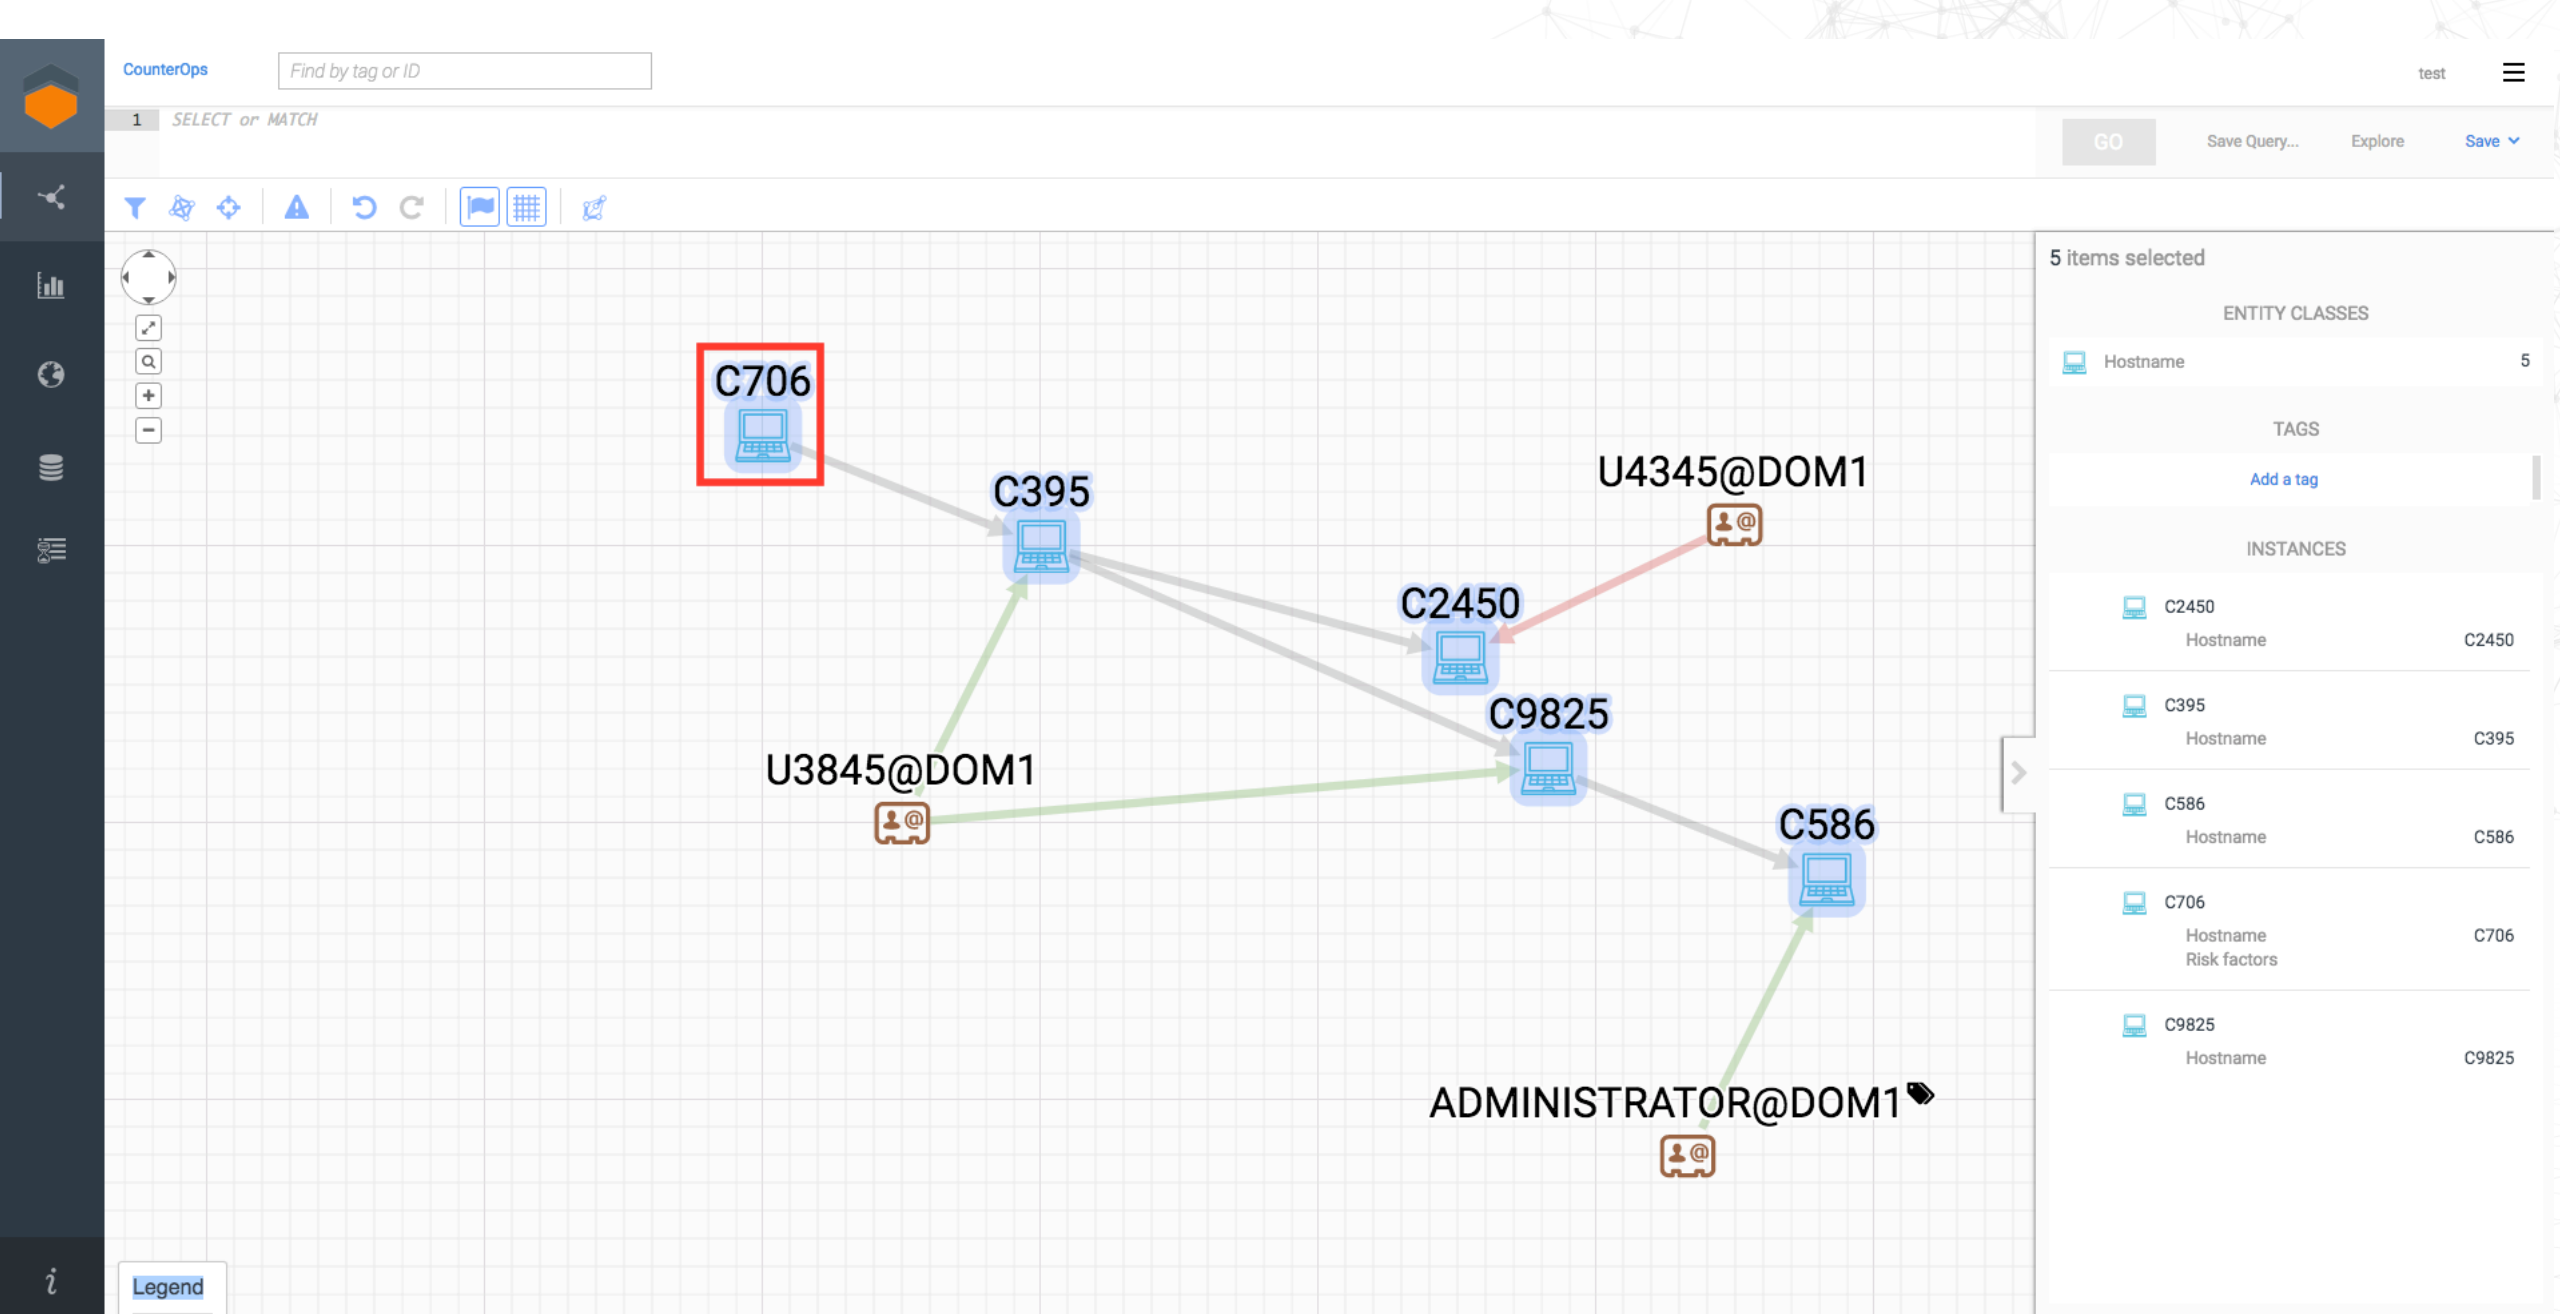 CounterOps
Find by tag or ID
test
1 SELECT or MATCH
GO
Save Query...
Explore
Save
C706
C395
U4345@DOM1
C2450
C9825
U3845@DOM1
C586
ADMINISTRATOR@DOM1
Legend
i
5 items selected
ENTITY CLASSES
Hostname 5
TAGS
Add a tag
INSTANCES
C2450
Hostname C2450
C395
Hostname C395
C586
Hostname C586
C706
Hostname C706
Risk factors
C9825
Hostname C9825